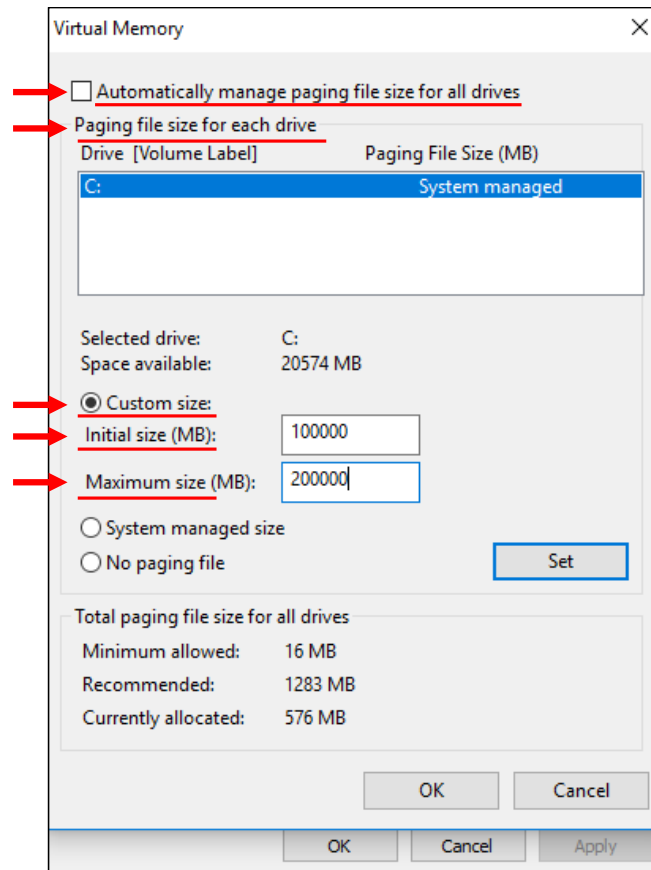 Virtual Memory
Automatically manage paging file size for all drives
Paging file size for each drive
Drive [Volume Label] Paging File Size (MB)
C: System managed
Selected drive: C:
Space available: 20574 MB
Custom size:
Initial size (MB): 100000
Maximum size (MB): 200000
System managed size
No paging file Set
Total paging file size for all drives
Minimum allowed: 16 MB
Recommended: 1283 MB
Currently allocated: 576 MB
OK Cancel
OK Cancel Apply